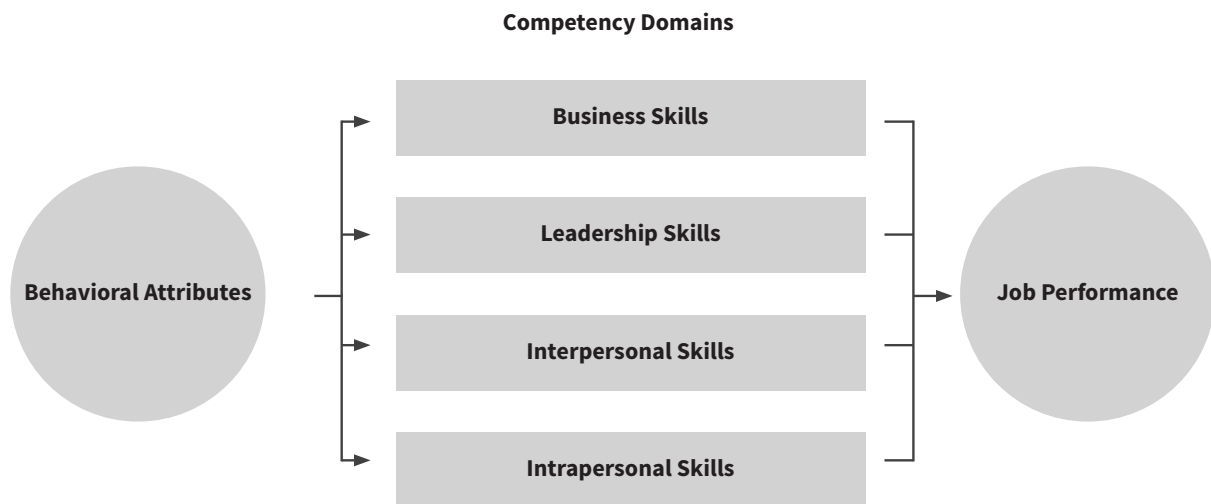 Competency Domains
Business Skills
Leadership Skills
Behavioral Attributes
Job Performance
Interpersonal Skills
Intrapersonal Skills